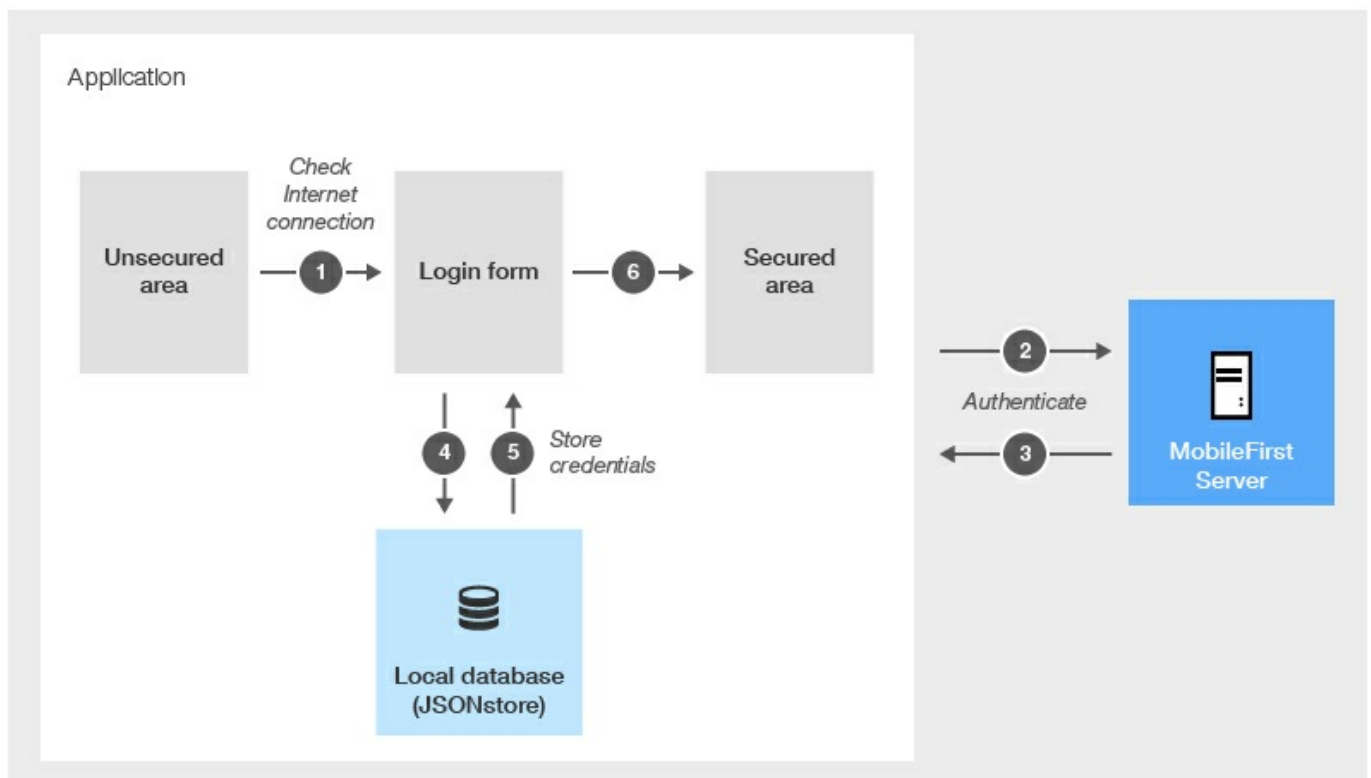 Application
Check
Internet
connection
Unsecured
area
1
Login form
6
Secured
area
2
Authenticate
3
MobileFirst
Server
4
5
Store
credentials
Local database
(JSONstore)